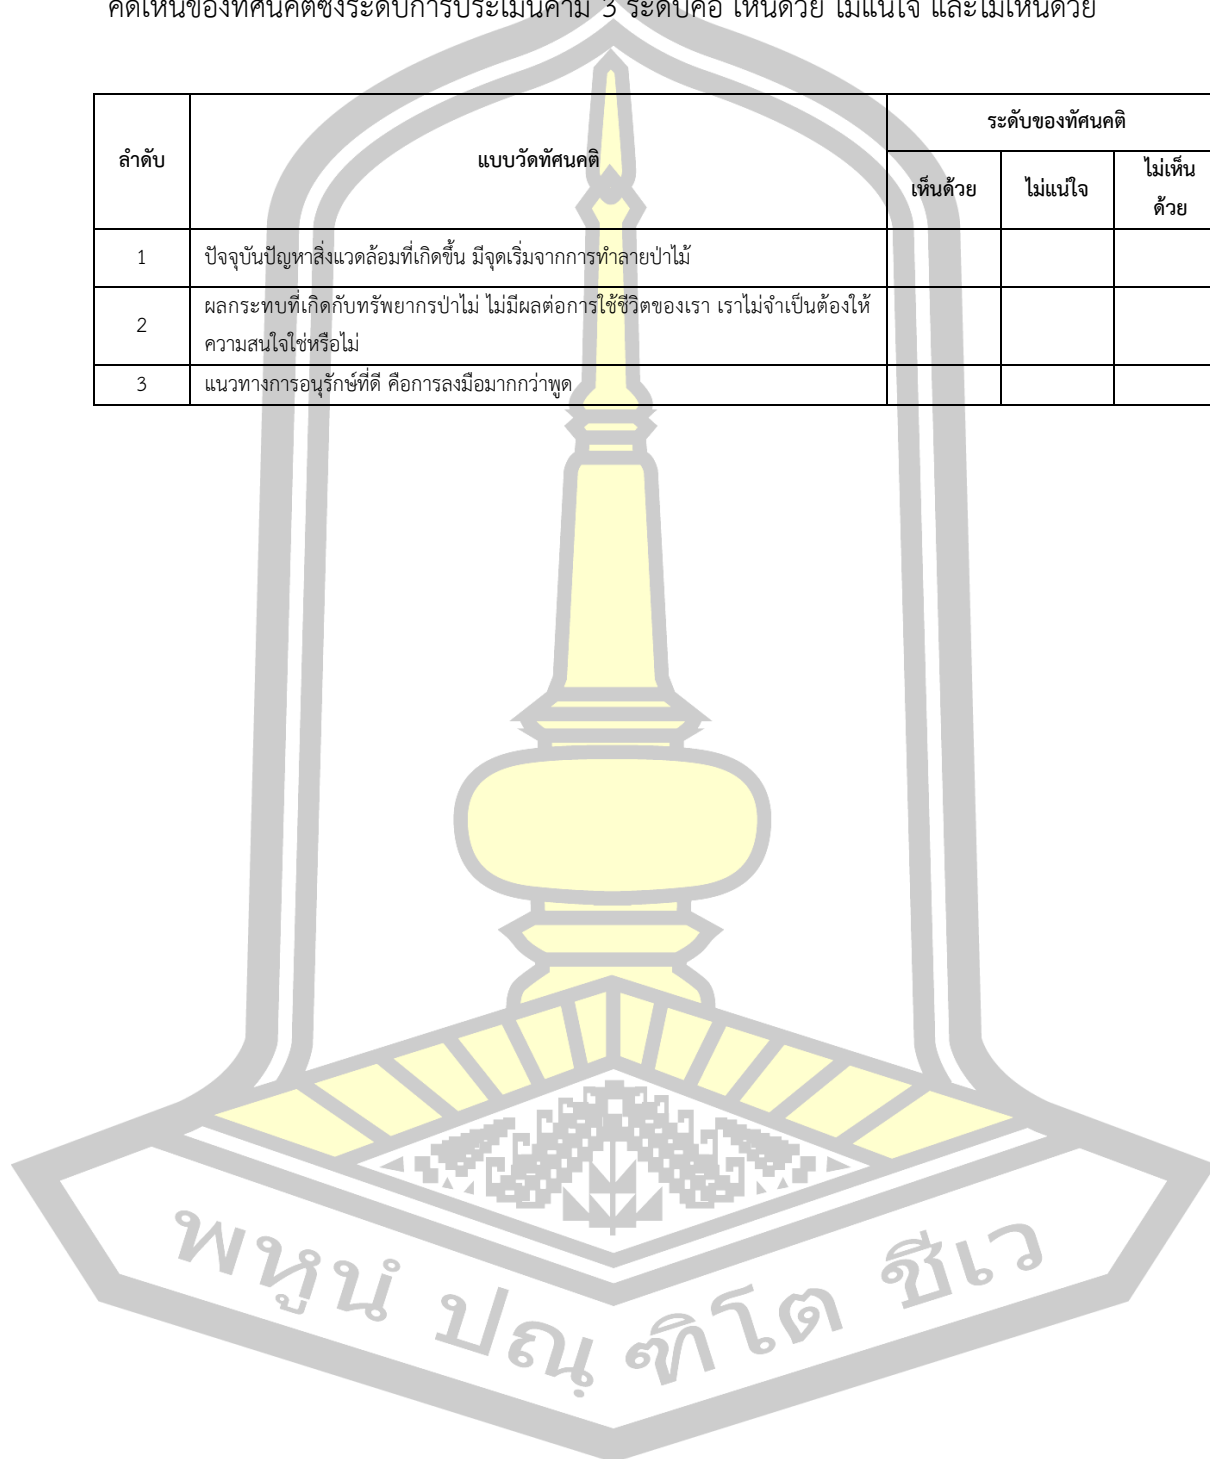 คิดเห็นของทัศนคติซึ่งระดับการประเมินคำม 3 ระดับคือ เห็นด้วย ไม่แน่ใจ และไม่เห็นด้วย
ระดับของทัศนคติ
ลำดับ แบบวัดทัศนคติ
เห็นด้วย ไม่แน่ใจ ไม่เห็น
ด้วย
1 ปัจจุบันปัญหาสิ่งแวดล้อมที่เกิดขึ้น มีจุดเริ่มจากการทำลายป่าไม้
ผลกระทบที่เกิดกับทรัพยากรป่าไม่ ไม่มีผลต่อการใช้ชีวิตของเรา เราไม่จำเป็นต้องให้
2 ความสนใจใช่หรือไม่
3 แนวทางการอนุรักษ์ที่ดี คือการลงมือมากกว่าพูด
พหูนํ ปณฺฑิโต ชีเว